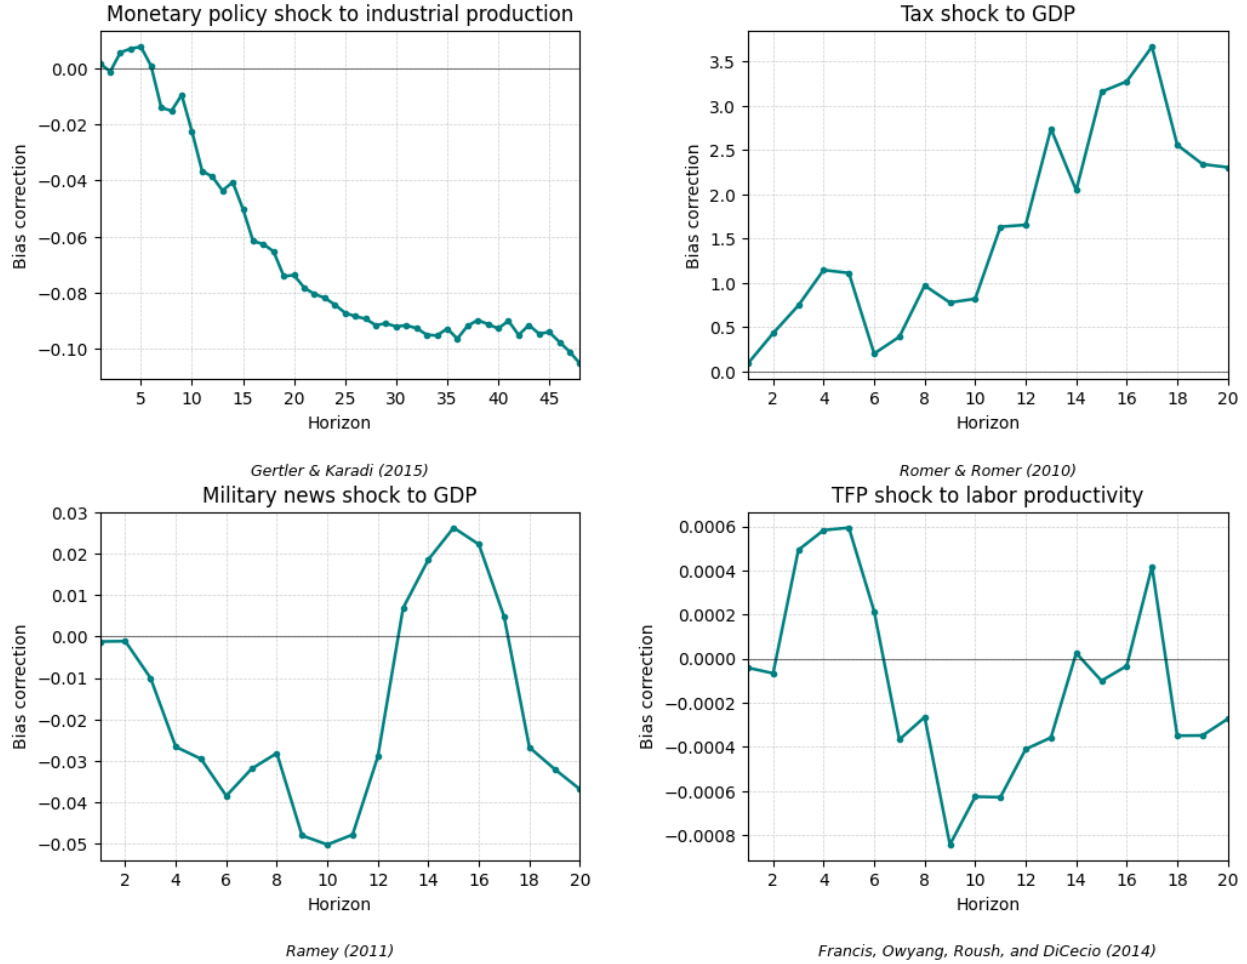 Monetary policy shock to industrial production
Bias correction
0.00
−0.02
−0.04
−0.06
−0.08
−0.10
5 10 15 20 25 30 35 40 45
Horizon
Gertler & Karadi (2015)
Tax shock to GDP
Bias correction
3.5
3.0
2.5
2.0
1.5
1.0
0.5
0.0
2 4 6 8 10 12 14 16 18 20
Horizon
Romer & Romer (2010)
Military news shock to GDP
Bias correction
0.03
0.02
0.01
0.00
−0.01
−0.02
−0.03
−0.04
−0.05
2 4 6 8 10 12 14 16 18 20
Horizon
Ramey (2011)
TFP shock to labor productivity
Bias correction
0.0006
0.0004
0.0002
0.0000
−0.0002
−0.0004
−0.0006
−0.0008
2 4 6 8 10 12 14 16 18 20
Horizon
Francis, Owyang, Roush, and DiCecio (2014)